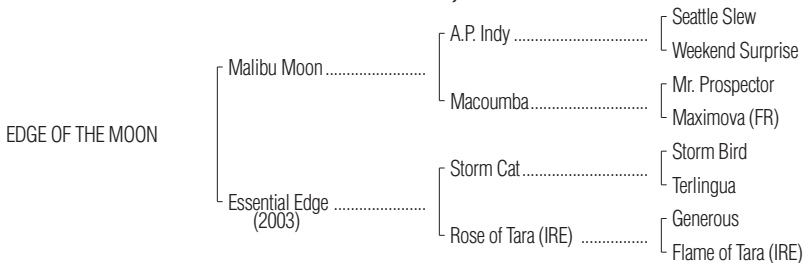 Seattle Slew
A.P. Indy ................................
Weekend Surprise
Malibu Moon ........................
Mr. Prospector
Macoumba............................
Maximova (FR)
EDGE OF THE MOON
Storm Bird
Storm Cat ..............................
Terlingua
Essential Edge ......................
(2003)
Generous
Rose of Tara (IRE) ................
Flame of Tara (IRE)